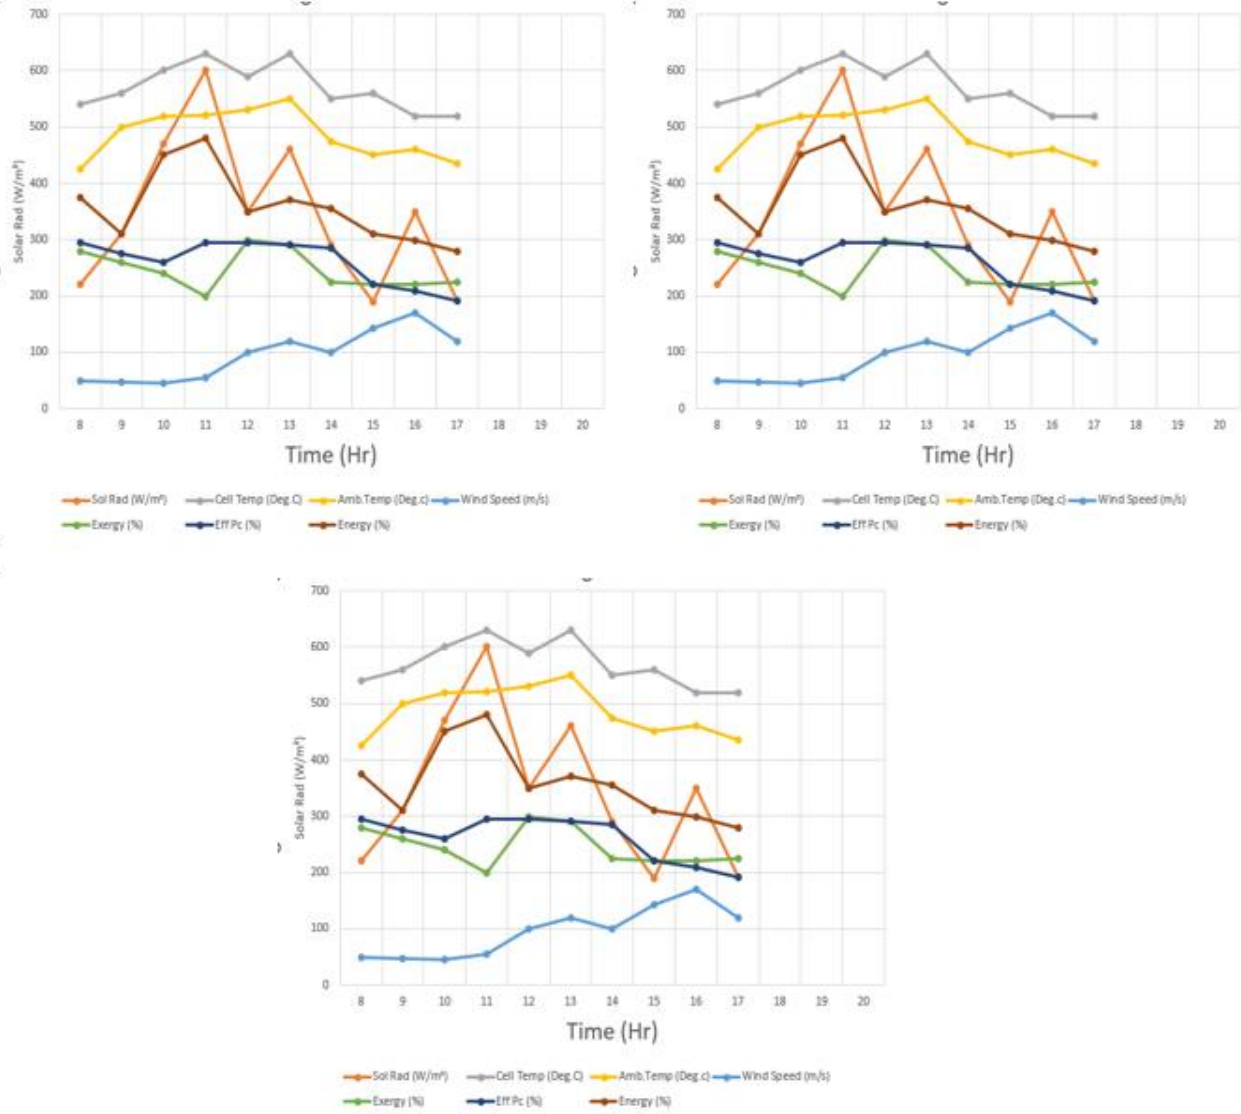 700
600
500
400
300
200
100
0
Solar Rad (W/m²)
8 9 10 11 12 13 14 15 16 17 18 19 20
Time (Hr)
Sol Rad (W/m²) Cell Temp (Deg.C) Amb.Temp (Deg.c) Wind Speed (m/s)
Exergy (%) Eff Pc (%) Energy (%)
700
600
500
400
300
200
100
0
Solar Rad (W/m²)
8 9 10 11 12 13 14 15 16 17 18 19 20
Time (Hr)
Sol Rad (W/m²) Cell Temp (Deg.C) Amb.Temp (Deg.c) Wind Speed (m/s)
Exergy (%) Eff Pc (%) Energy (%)
700
600
500
400
300
200
100
0
Solar Rad (W/m²)
8 9 10 11 12 13 14 15 16 17 18 19 20
Time (Hr)
Sol Rad (W/m²) Cell Temp (Deg.C) Amb.Temp (Deg.c) Wind Speed (m/s)
Exergy (%) Eff Pc (%) Energy (%)